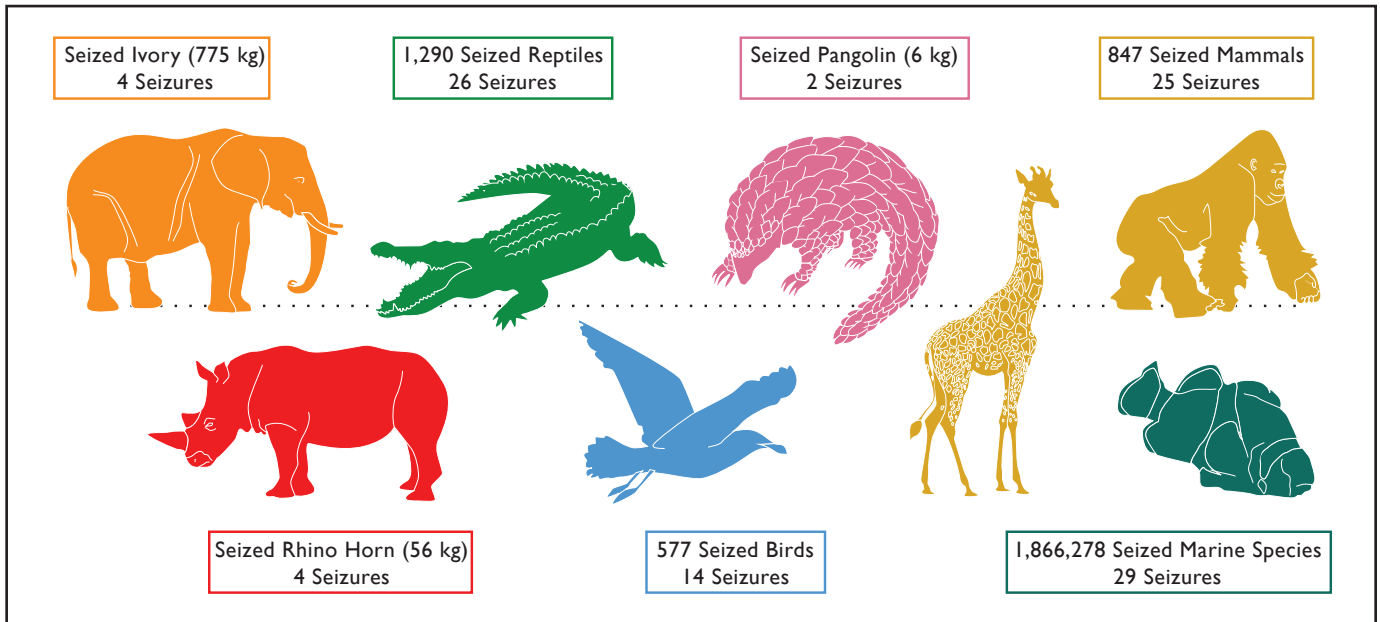 Seized Ivory (775 kg)
4 Seizures
1,290 Seized Reptiles
26 Seizures
Seized Pangolin (6 kg)
2 Seizures
847 Seized Mammals
25 Seizures
Seized Rhino Horn (56 kg)
4 Seizures
577 Seized Birds
14 Seizures
1,866,278 Seized Marine Species
29 Seizures